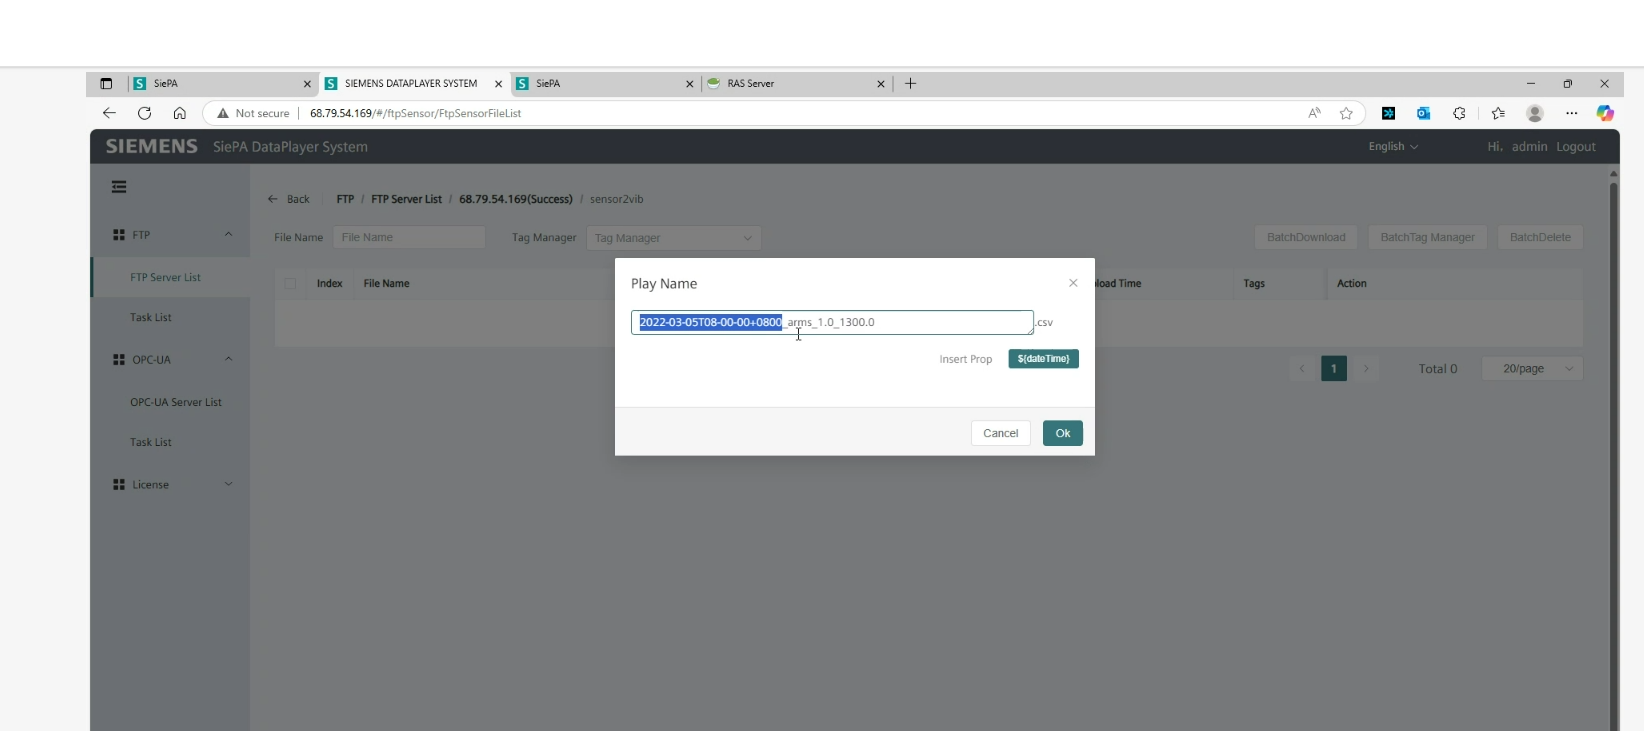 SiePA
SIEMENS DATAPLAYER SYSTEM
SiePA
RAS Server
Not secure
68.79.54.169/#/ftpSensor/FtpSensorFileList
SIEMENS SiePA DataPlayer System
English
Hi, admin Logout
Back FTP / FTP Server List / 68.79.54.169(Success) / sensor2vib
FTP
File Name File Name Tag Manager Tag Manager BatchDownload BatchTag Manager BatchDelete
FTP Server List
Index File Name
load Time Tags Action
Play Name
2022-03-05T08-00-00+0800_arms_1.0_1300.0 .csv
Insert Prop ${dateTime}
Cancel Ok
1 Total 0 20/page
Task List
OPC-UA
OPC-UA Server List
Task List
License